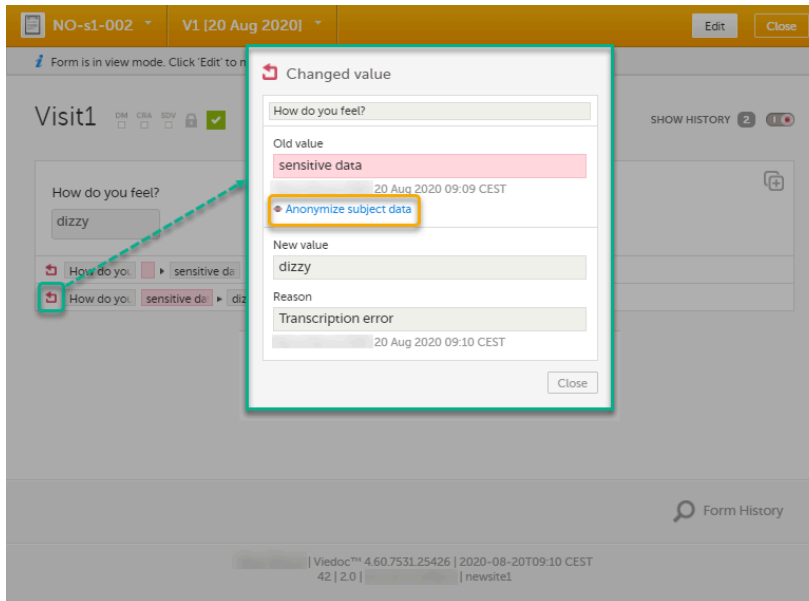 NO-s1-002 V1 [20 Aug 2020] Edit Close
Form is in view mode. Click 'Edit' to
Changed value
How do you feel?
Old value
sensitive data
20 Aug 2020 09:09 CEST
Anonymize subject data
New value
dizzy
Reason
Transcription error
20 Aug 2020 09:10 CEST
Close
Visit1 DM CRA SDV
SHOW HISTORY 2
How do you feel?
dizzy
How do sensitive
How do sensitive
Form History
| Viedoc™ 4.60.7531.25426 | 2020-08-20T09:10 CEST
42 | 2.0 | | newsite1